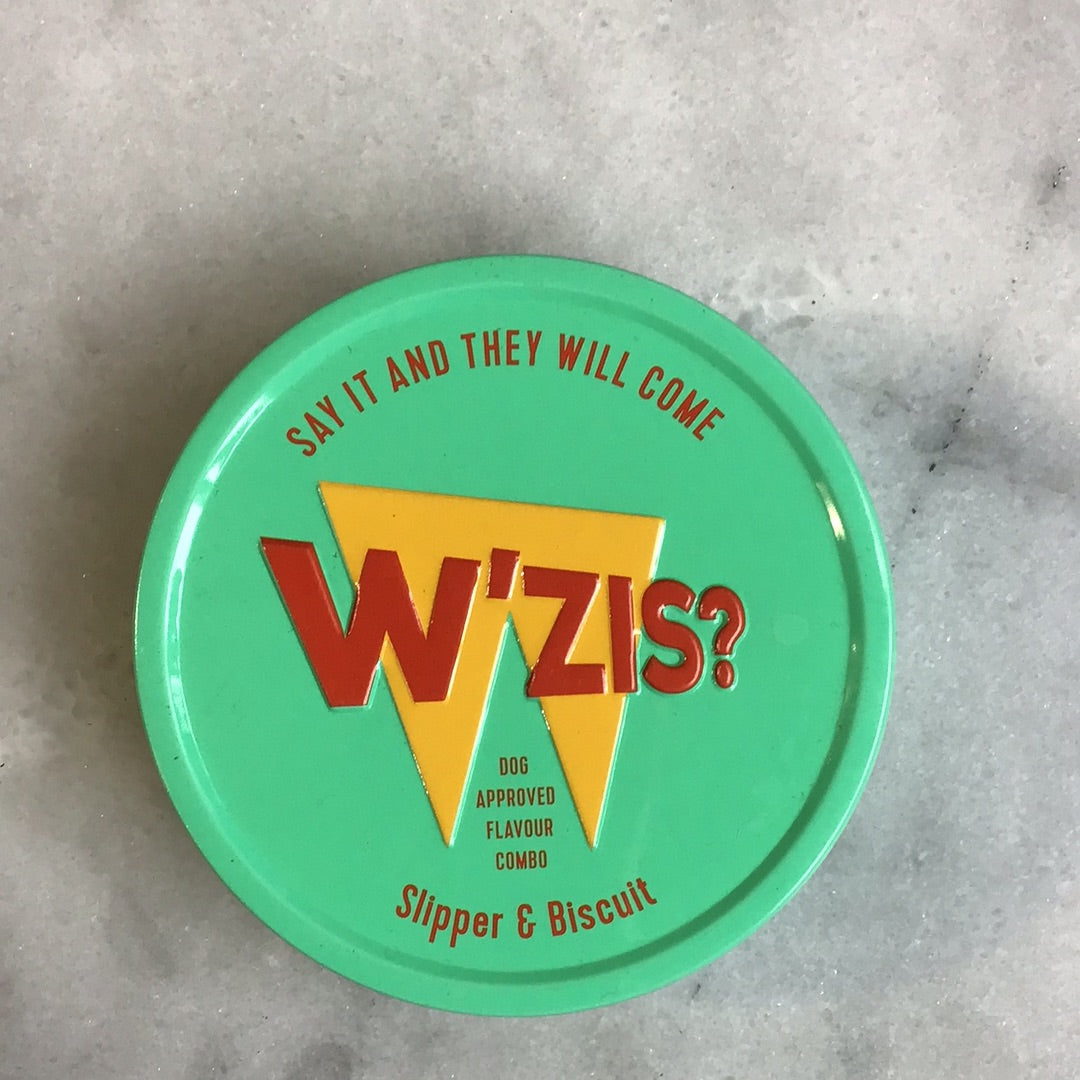 SAY IT AND THEY WILL COME
W'ZIS?
DOG
APPROVED
FLAVOUR
COMBO
Slipper & Biscuit